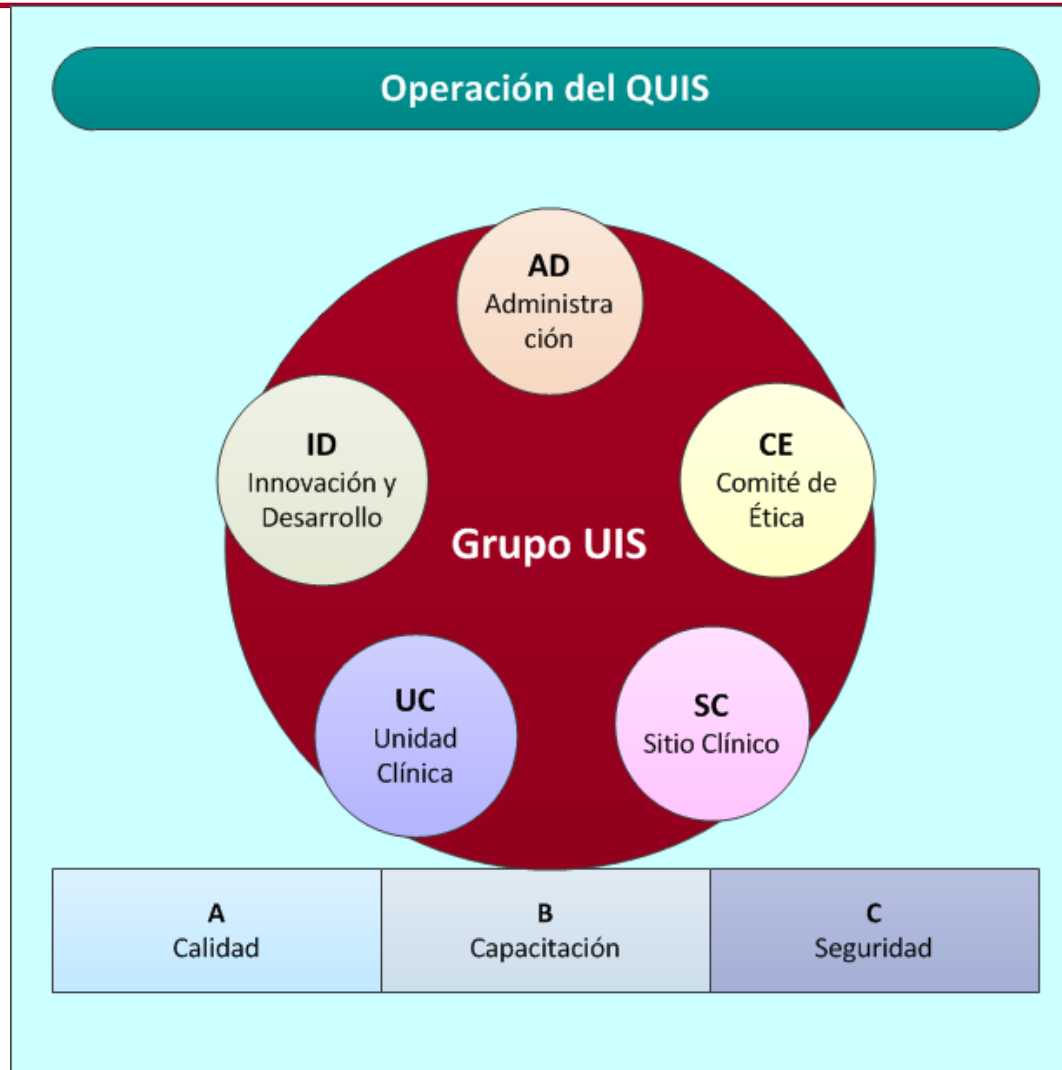 Operación del QUIS
AD
Administra
ción
ID
Innovación y
Desarrollo
CE
Comité de
Ética
Grupo UIS
UC
Unidad
Clínica
SC
Sitio Clínico
A
Calidad
B
Capacitación
C
Seguridad